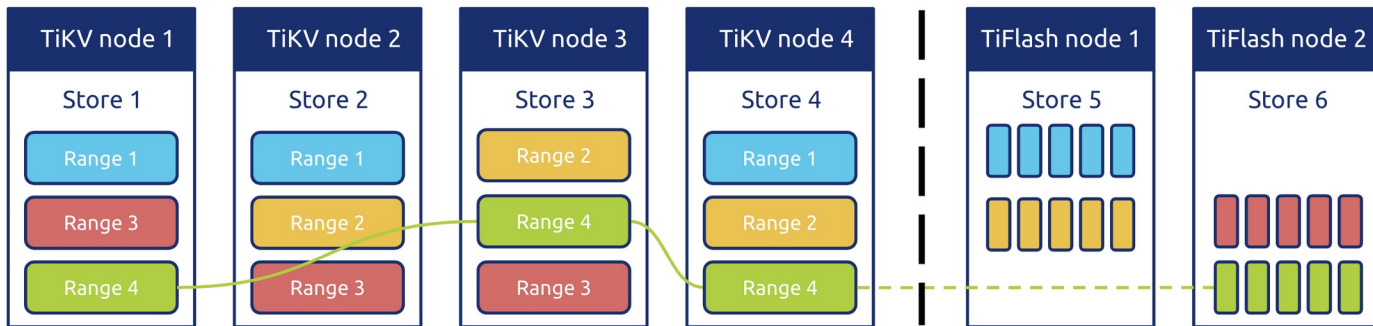 TiKV node 1
Store 1
Range 1
Range 3
Range 4
TiKV node 2
Store 2
Range 1
Range 2
Range 3
TiKV node 3
Store 3
Range 2
Range 4
Range 3
TiKV node 4
Store 4
Range 1
Range 2
Range 4
TiFlash node 1
Store 5
TiFlash node 2
Store 6